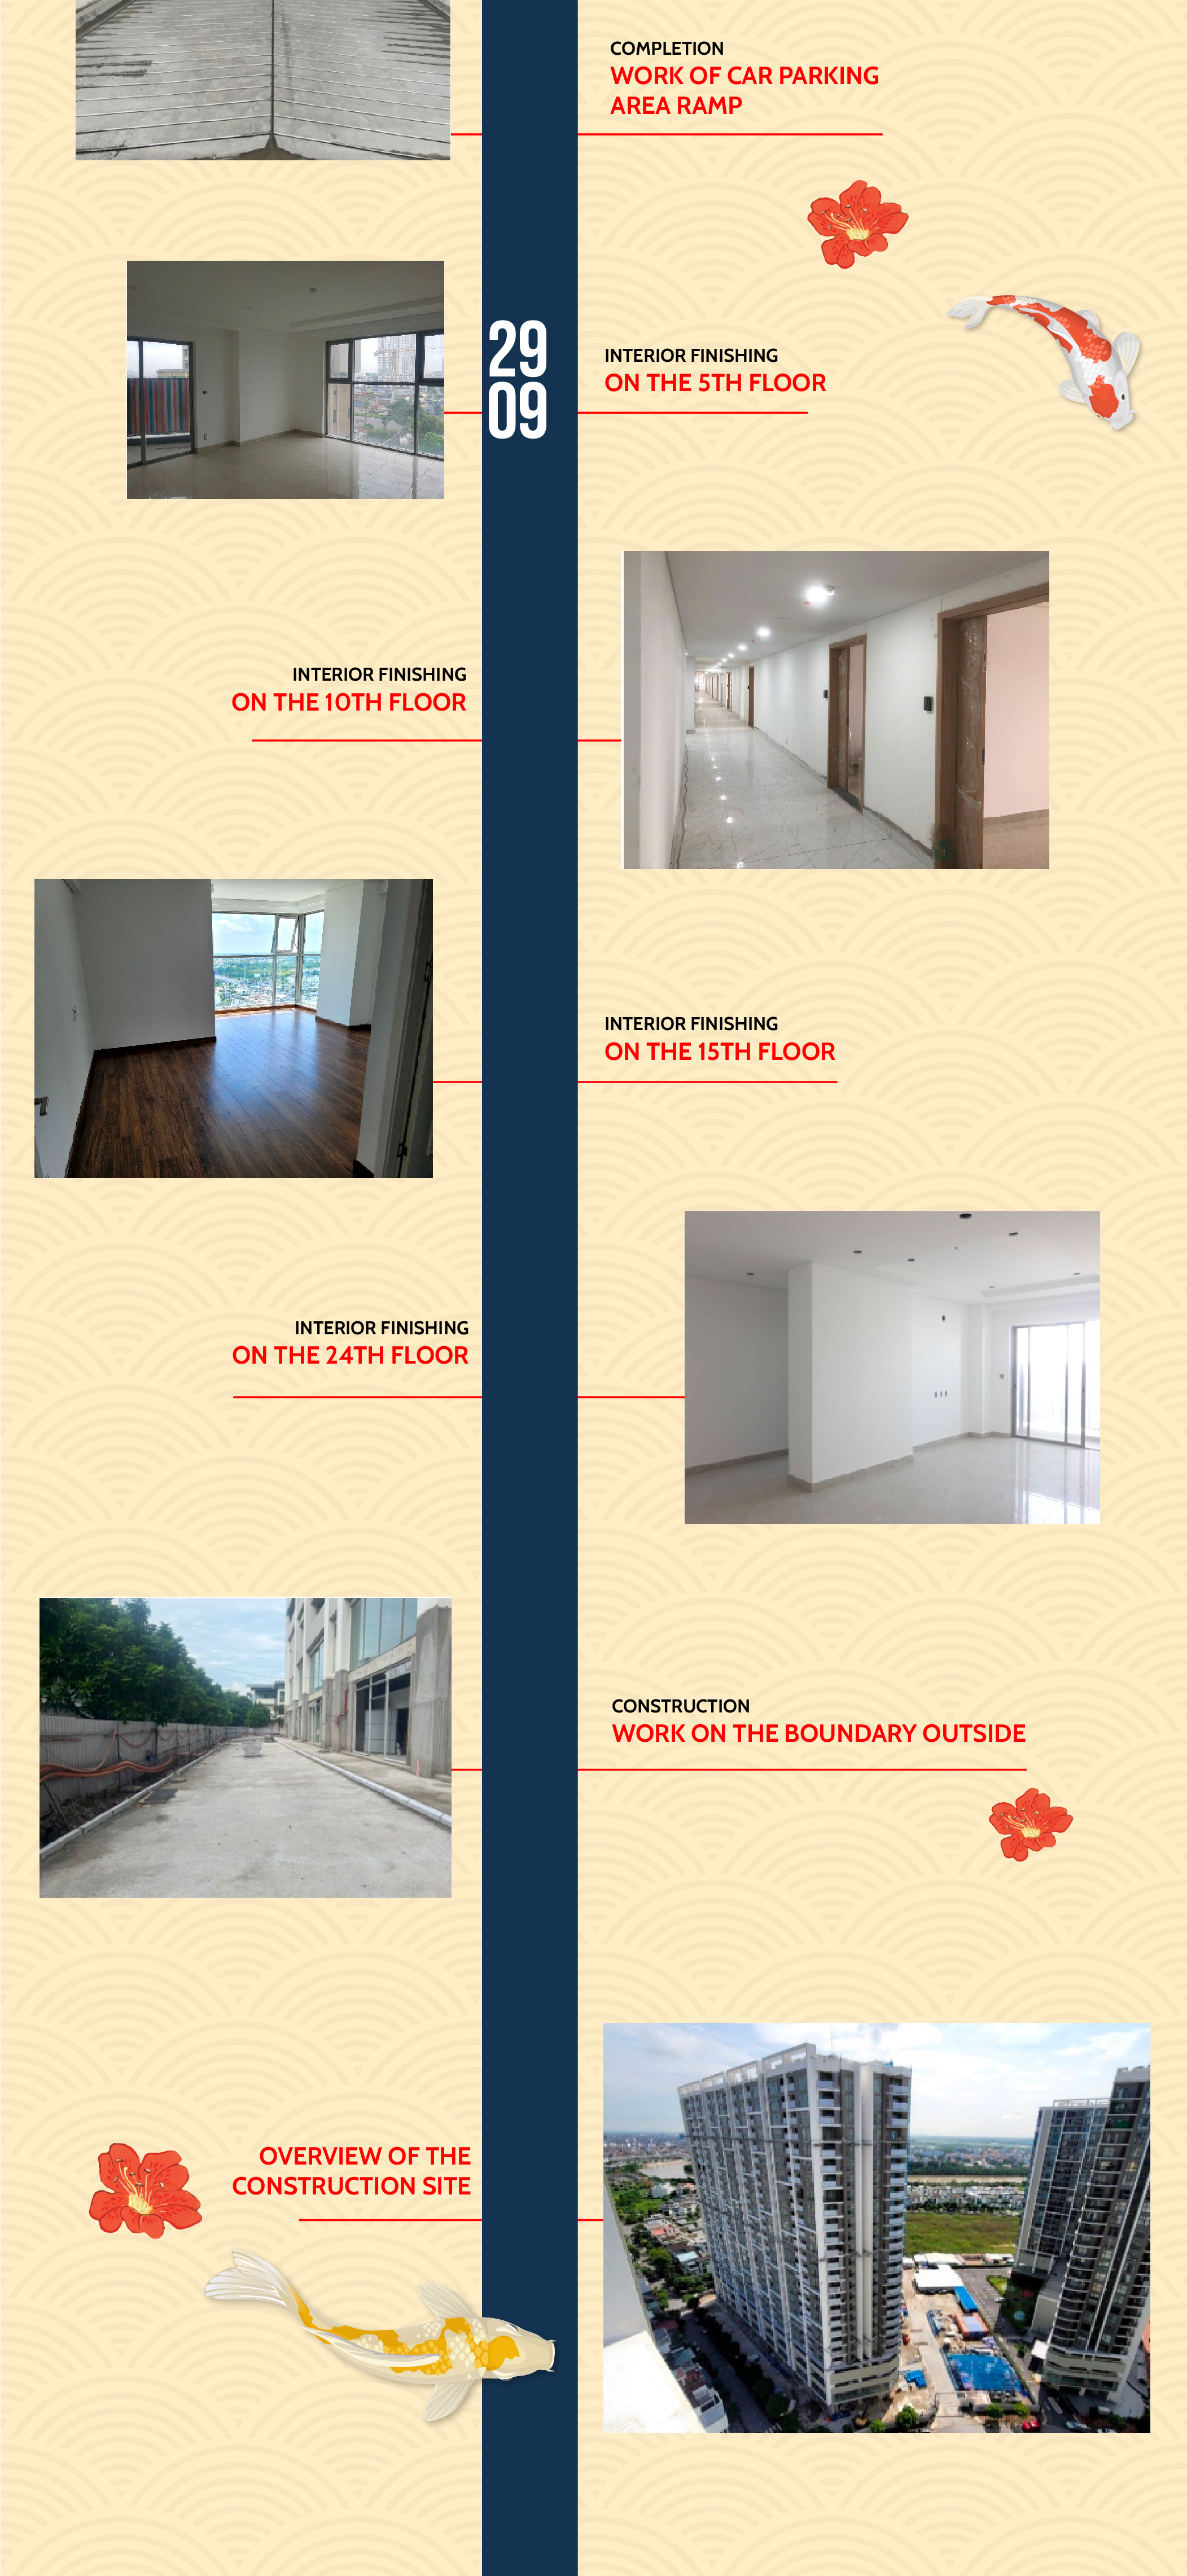 COMPLETION
WORK OF CAR PARKING
AREA RAMP
29
09
INTERIOR FINISHING
ON THE 5TH FLOOR
INTERIOR FINISHING
ON THE 10TH FLOOR
INTERIOR FINISHING
ON THE 15TH FLOOR
INTERIOR FINISHING
ON THE 24TH FLOOR
CONSTRUCTION
WORK ON THE BOUNDARY OUTSIDE
OVERVIEW OF THE
CONSTRUCTION SITE